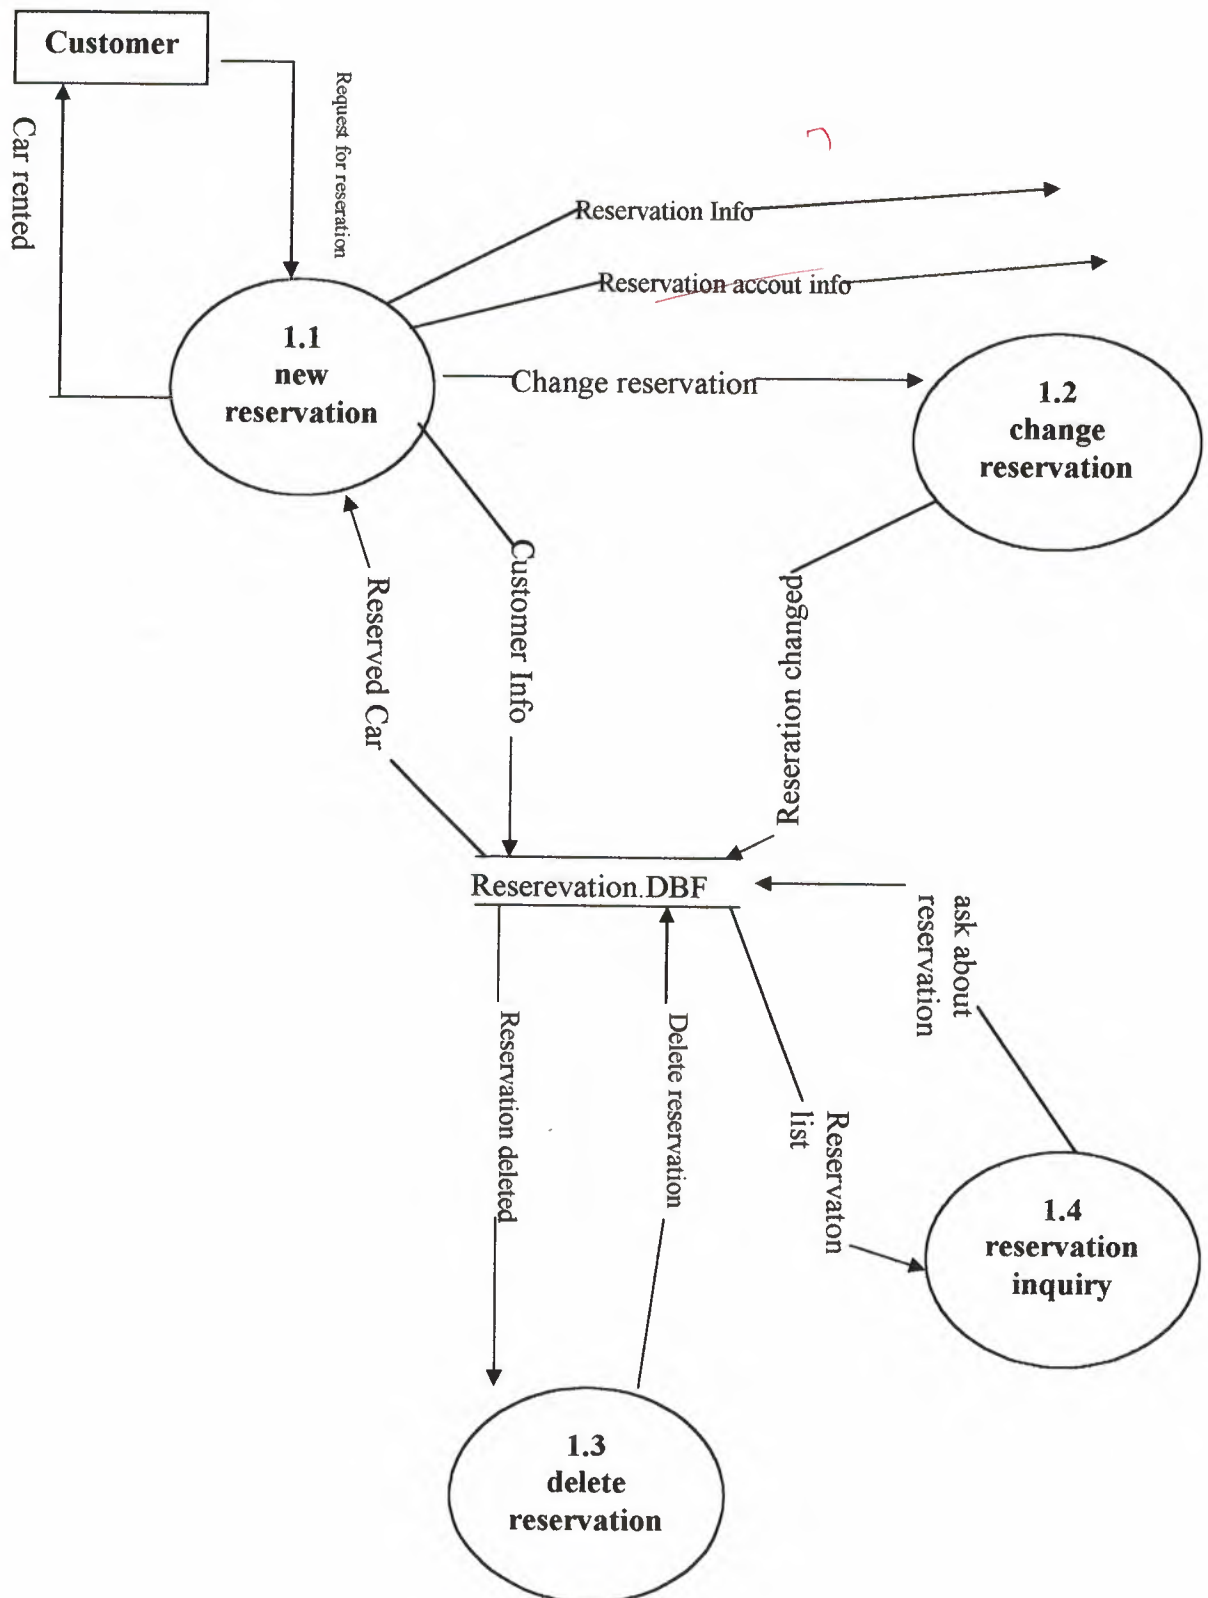 Customer
Request for reseration
Car rented
Reservation Info
Reservation accout info
1.1
new
reservation
Change reservation
1.2
change
reservation
Customer Info
Reserved Car
Reseration changed
Reserevation.DBF
ask about
reservation
Reservation deleted
Delete reservation
Reservaton
list
1.4
reservation
inquiry
1.3
delete
reservation